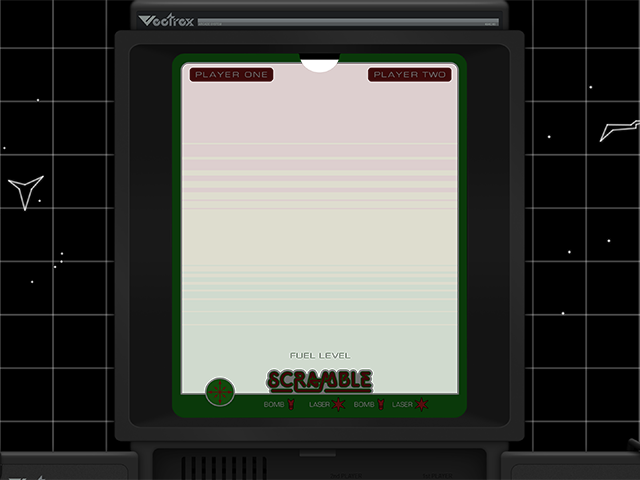 Vectrex
PLAYER ONE
PLAYER TWO
FUEL LEVEL
SCRAMBLE
BOMB LASER BOMB LASER